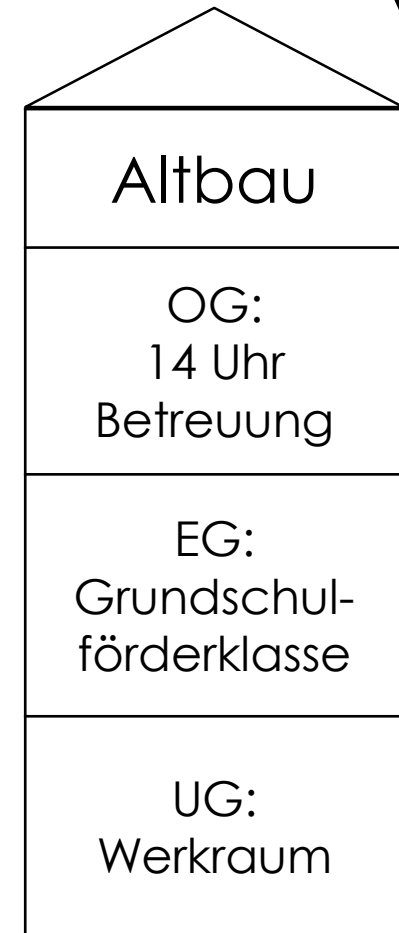 Altbau
OG:
14 Uhr
Betreuung
EG:
Grundschul-
förderklasse
UG:
Werkraum